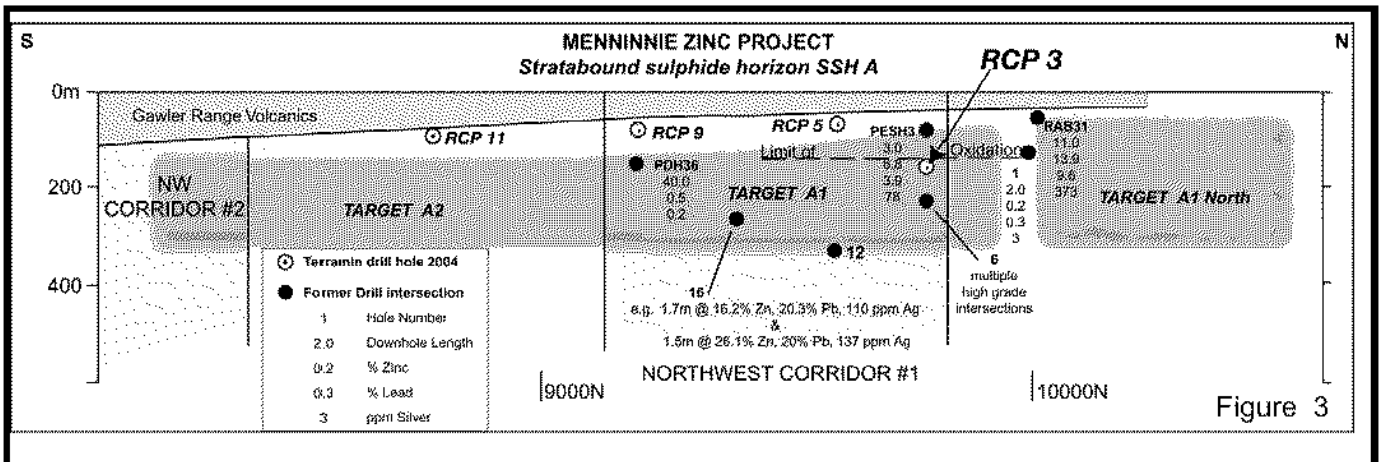 S
N
MENNINNIE ZINC PROJECT
Stratabound sulphide horizon SSH A
RCP 3
0m
Gawler Range Volcanics
RCP 11
RCP 9
RCP 5
PESH3
3.0
6.8
3.9
78
RAB31
11.0
13.9
9.6
373
Limit of
Oxidation
PDH36
40.0
0.5
0.2
1
2.0
0.2
0.3
3
200
NW
CORRIDOR #2
TARGET A2
TARGET A1
TARGET A1 North
400
Terramin drill hole 2004
Former Drill intersection
1 Hole Number
2.0 Downhole Length
0.2 % Zinc
0.3 % Lead
3 ppm Silver
12
16
e.g. 1.7m @ 16.2% Zn, 20.3% Pb, 110 ppm Ag
&
1.5m @ 26.1% Zn, 20% Pb, 137 ppm Ag
6
multiple
high grade
intersections
9000N
NORTHWEST CORRIDOR #1
10000N
Figure 3